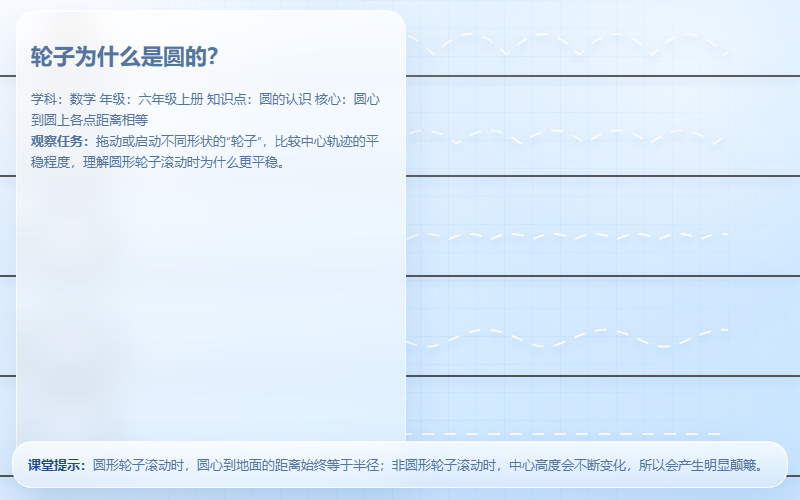 轮子为什么是圆的？
学科：数学 年级：六年级上册 知识点：圆的认识 核心：圆心
到圆上各点距离相等
观察任务：拖动或启动不同形状的“轮子”，比较中心轨迹的平
稳程度，理解圆形轮子滚动时为什么更平稳。
课堂提示：圆形轮子滚动时，圆心到地面的距离始终等于半径；非圆形轮子滚动时，中心高度会不断变化，所以会产生明显颠簸。